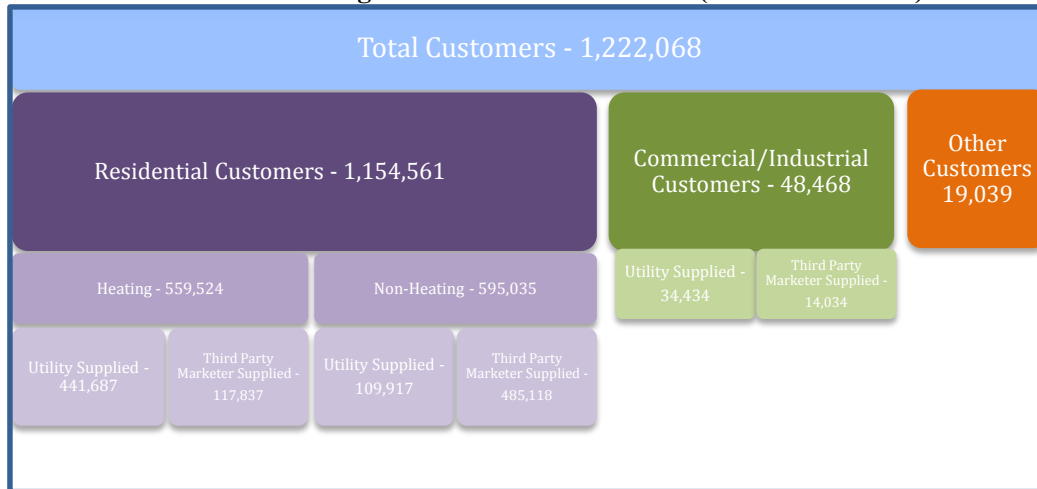 Total Customers - 1,222,068
Residential Customers - 1,154,561
Commercial/Industrial
Customers - 48,468
Other
Customers
19,039
Heating - 559,524
Non-Heating - 595,035
Utility Supplied -
34,434
Third Party
Marketer Supplied -
14,034
Utility Supplied -
441,687
Third Party
Marketer Supplied -
117,837
Utility Supplied -
109,917
Third Party
Marketer Supplied -
485,118